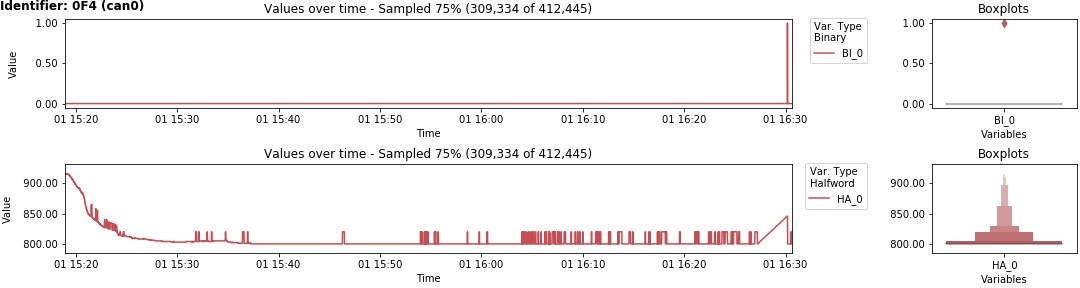 Identifier: 0F4 (can0)
Values over time - Sampled 75% (309,334 of 412,445)
Boxplots
1.00
0.50
0.00
Value
Var. Type
Binary
BI_0
1.00
0.50
0.00
01 15:20 01 15:30 01 15:40 01 15:50 01 16:00 01 16:10 01 16:20 01 16:30
Time
BI_0
Variables
Values over time - Sampled 75% (309,334 of 412,445)
Boxplots
900.00
850.00
800.00
Value
Var. Type
Halfword
HA_0
900.00
850.00
800.00
01 15:20 01 15:30 01 15:40 01 15:50 01 16:00 01 16:10 01 16:20 01 16:30
Time
HA_0
Variables